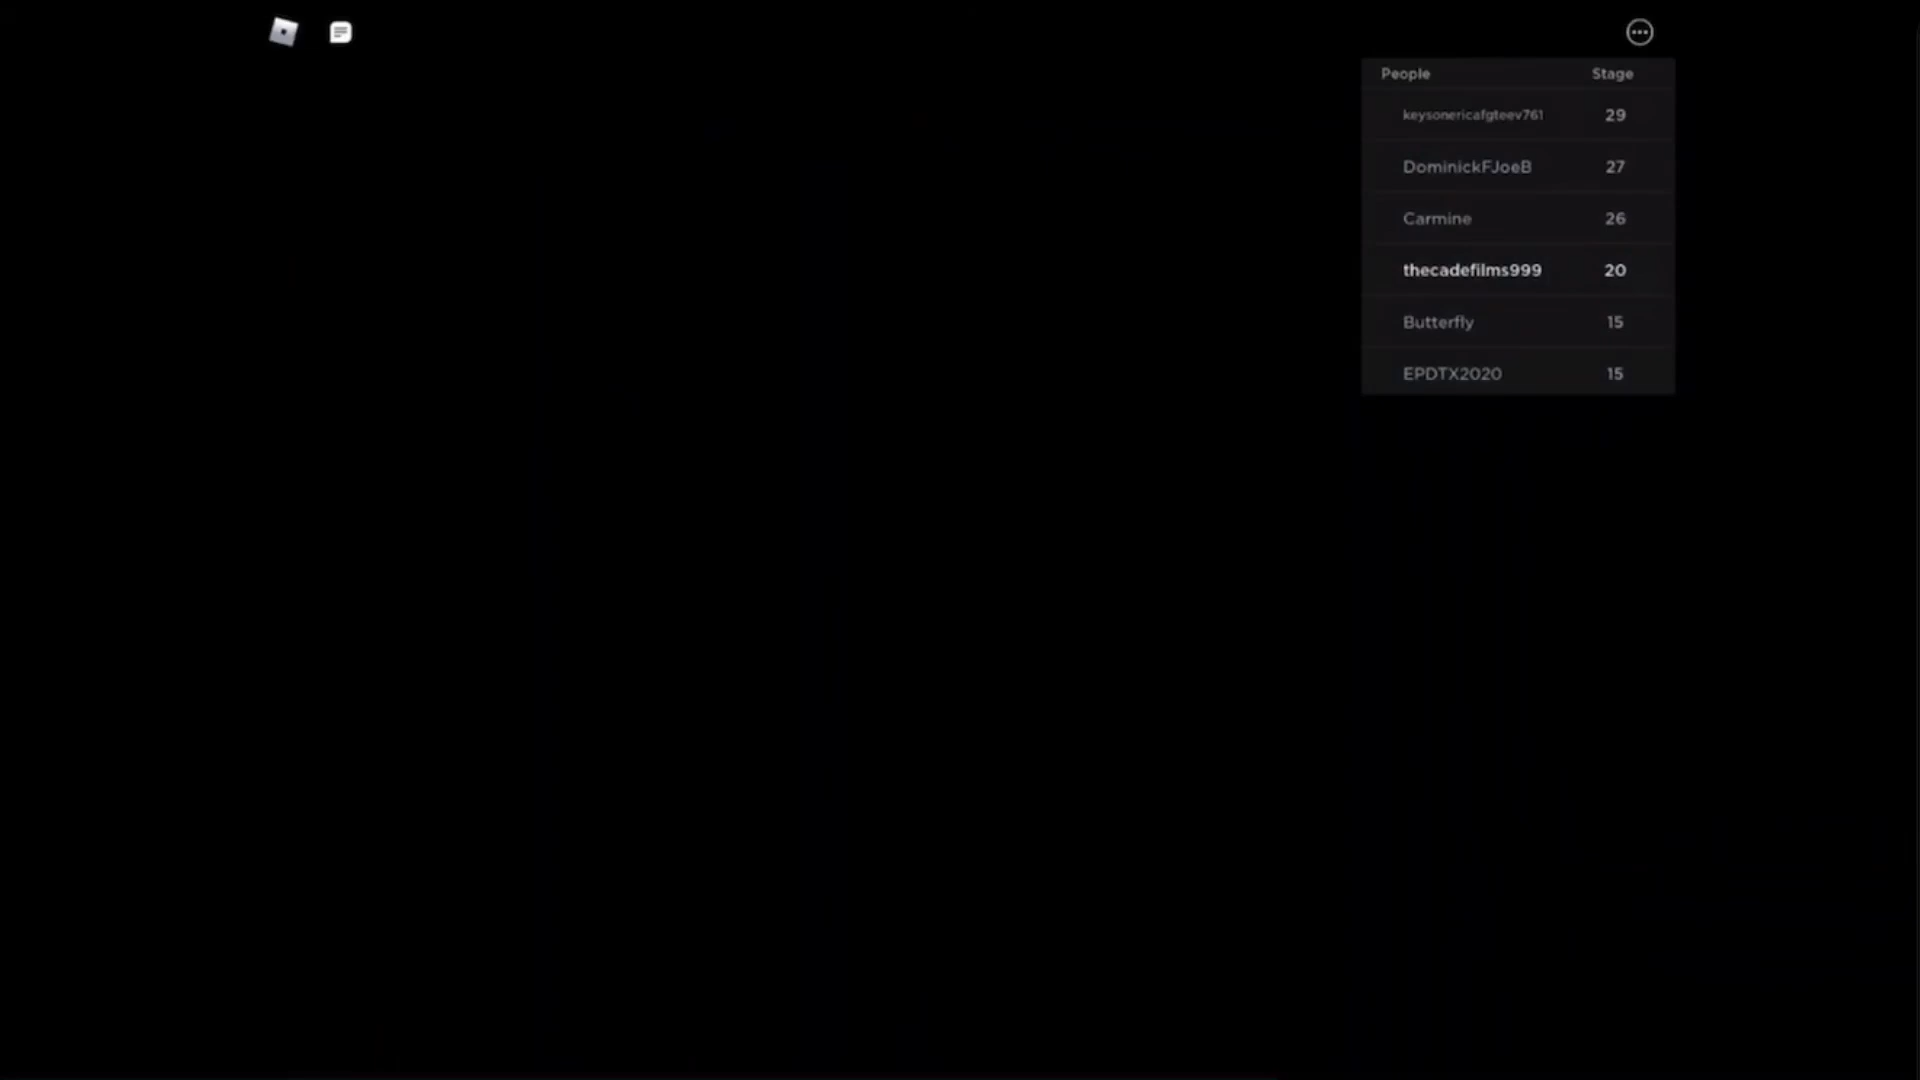 People Stage
keysonericafgteev761 29
DominickFJoeB 27
Carmine 26
thecadefilms999 20
Butterfly 15
EPDTX2020 15